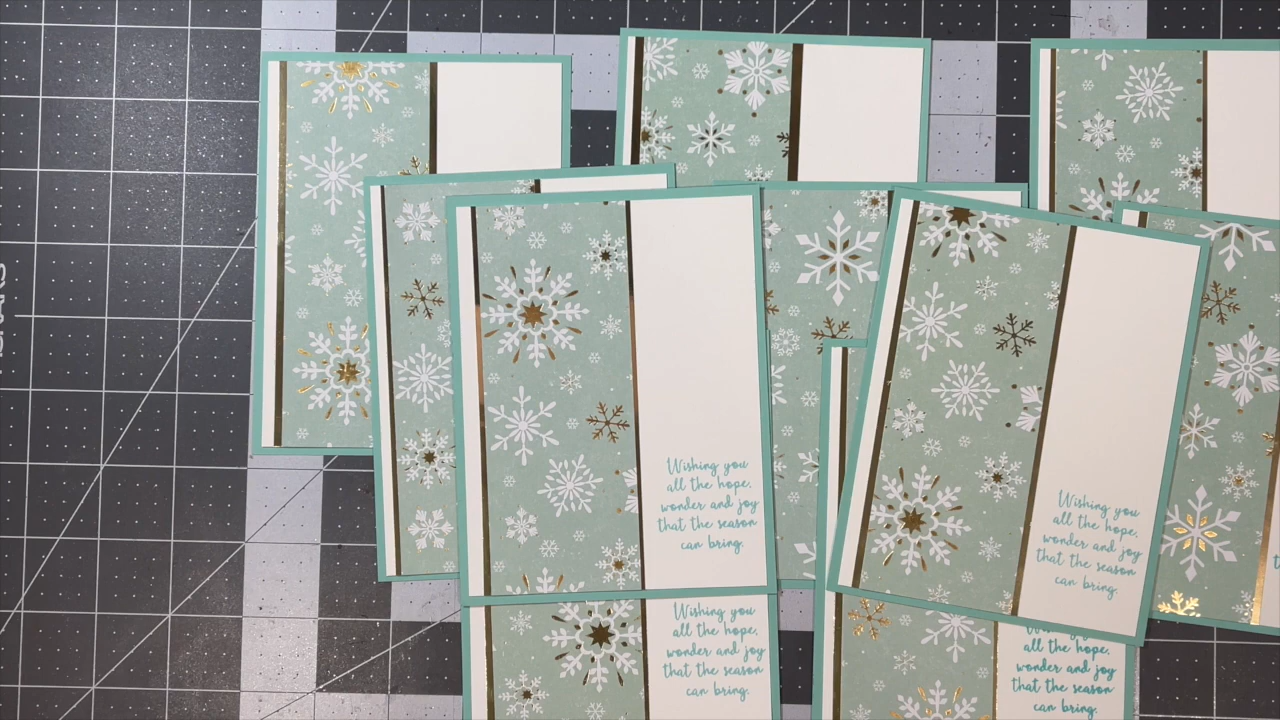 Wishing you
all the hope,
wonder and joy
that the season
can bring.
Wishing you
all the hope,
wonder and joy
that the season
can bring.
Wishing you
all the hope,
wonder and joy
that the season
can bring.
all the hope,
wonder and joy
that the season
can bring.